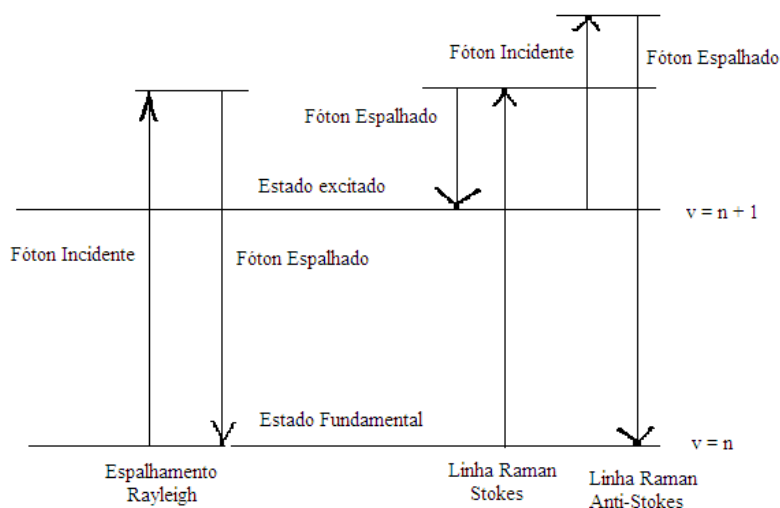 Fóton Incidente
Fóton Espalhado
Fóton Espalhado
Estado excitado
v = n + 1
Fóton Incidente
Fóton Espalhado
Estado Fundamental
v = n
Espalhamento
Rayleigh
Linha Raman
Stokes
Linha Raman
Anti-Stokes